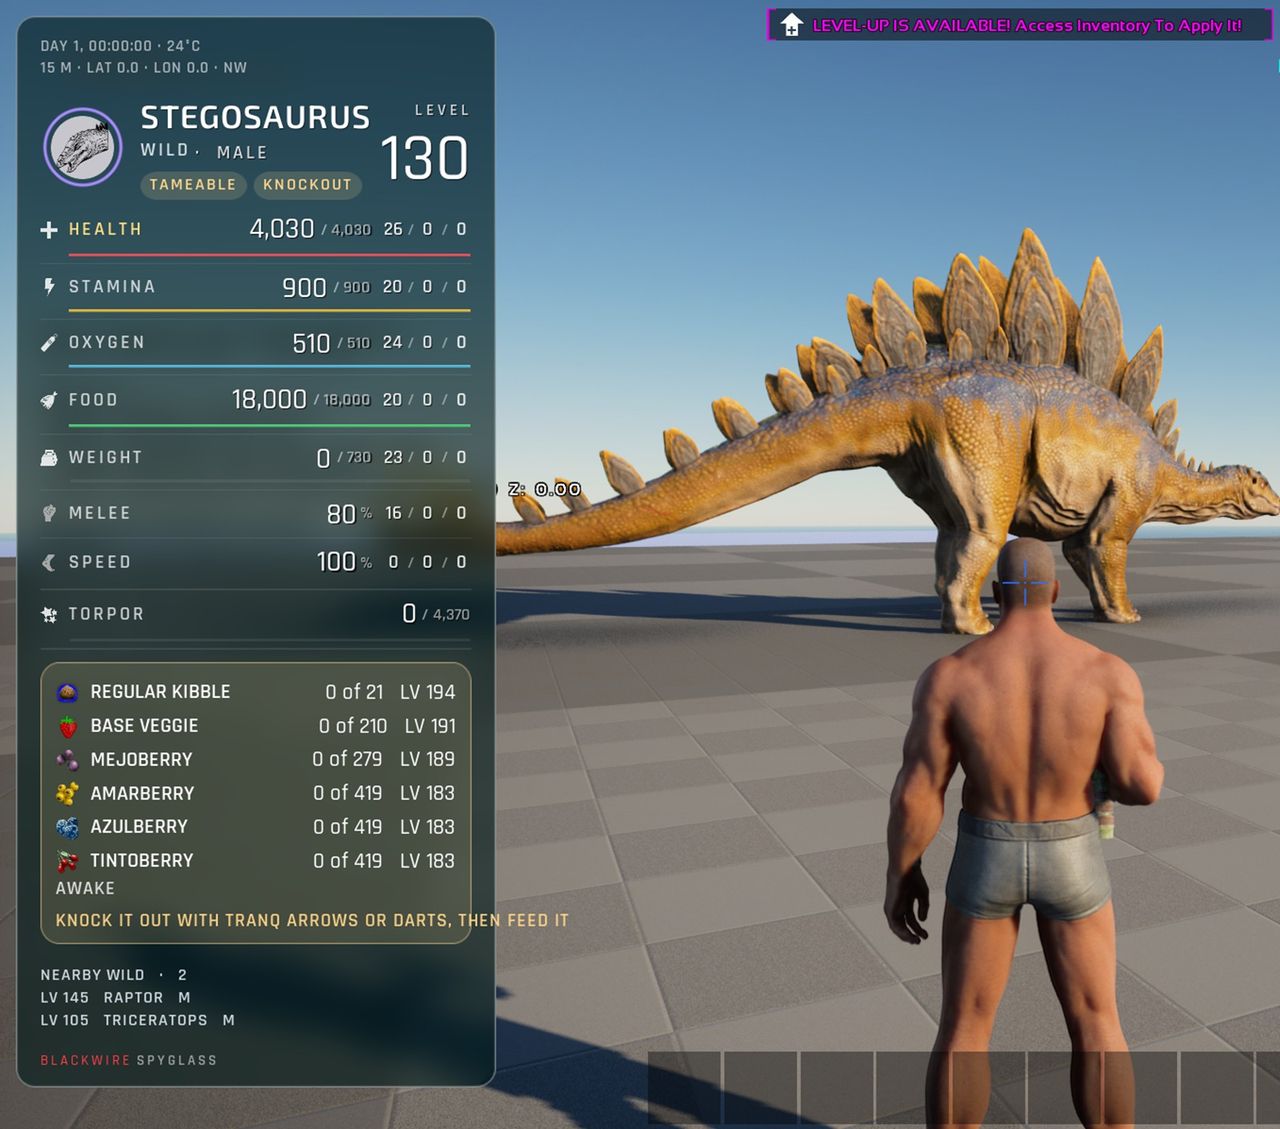 LEVEL-UP IS AVAILABLE! Access Inventory To Apply It!
DAY 1, 00:00:00 · 24°C
15 M · LAT 0.0 · LON 0.0 · NW
STEGOSAURUS
LEVEL
WILD · MALE
130
TAMEABLE KNOCKOUT
HEALTH 4,030 / 4,030 26 / 0 / 0
STAMINA 900 / 900 20 / 0 / 0
OXYGEN 510 / 510 24 / 0 / 0
FOOD 18,000 / 18,000 20 / 0 / 0
WEIGHT 0 / 730 23 / 0 / 0
Z: 0.00
MELEE 80 % 16 / 0 / 0
SPEED 100 % 0 / 0 / 0
TORPOR 0 / 4,370
REGULAR KIBBLE 0 of 21 LV 194
BASE VEGGIE 0 of 210 LV 191
MEJOBERRY 0 of 279 LV 189
AMARBERRY 0 of 419 LV 183
AZULBERRY 0 of 419 LV 183
TINTOBERRY 0 of 419 LV 183
AWAKE
KNOCK IT OUT WITH TRANQ ARROWS OR DARTS, THEN FEED IT
NEARBY WILD · 2
LV 145 RAPTOR M
LV 105 TRICERATOPS M
BLACKWIRE SPYGLASS